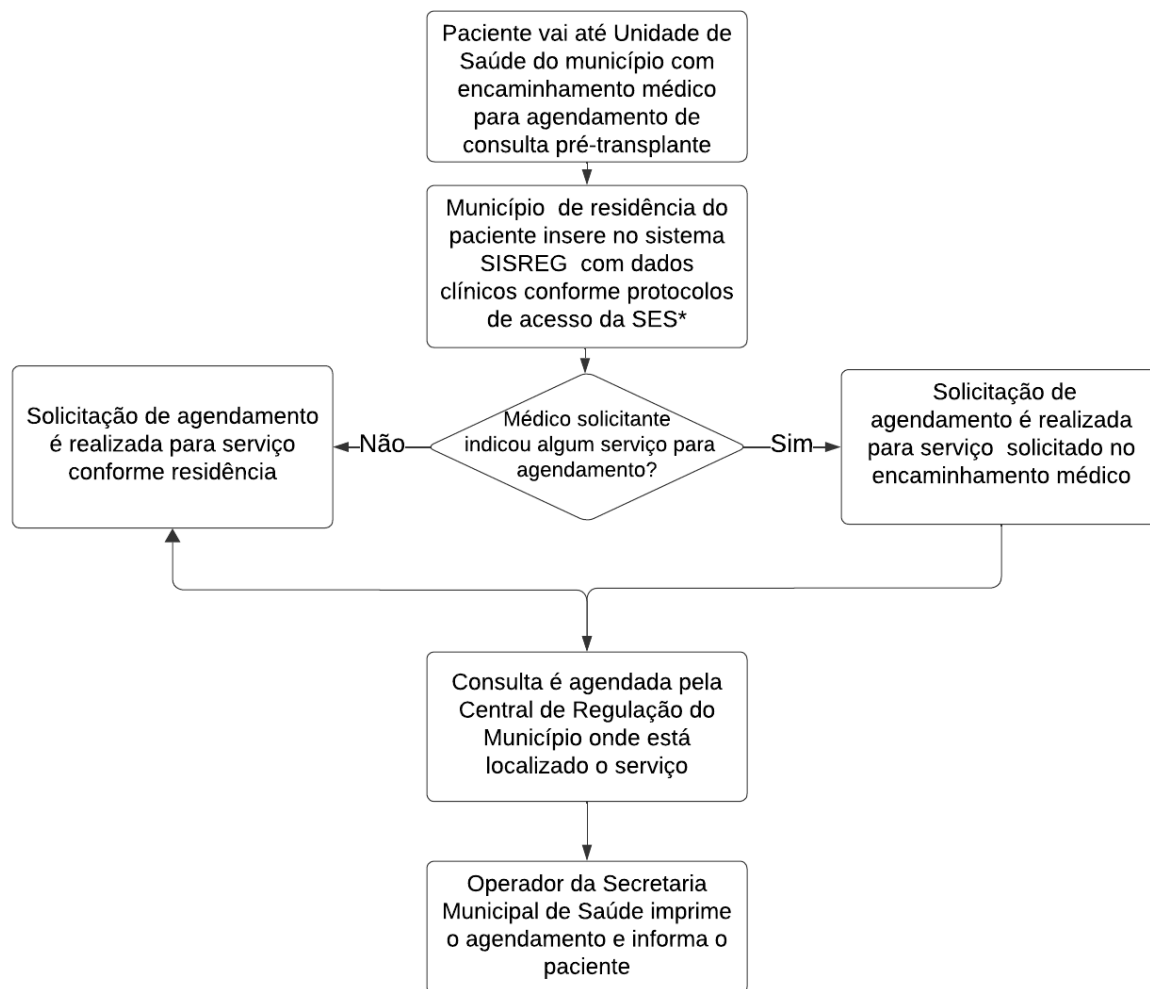 Paciente vai até Unidade de
Saúde do município com
encaminhamento médico
para agendamento de
consulta pré-transplante
Município de residência do
paciente insere no sistema
SISREG com dados
clínicos conforme protocolos
de acesso da SES*
Médico solicitante
indicou algum serviço para
agendamento?
Não
Solicitação de agendamento
é realizada para serviço
conforme residência
Sim
Solicitação de
agendamento é realizada
para serviço solicitado no
encaminhamento médico
Consulta é agendada pela
Central de Regulação do
Município onde está
localizado o serviço
Operador da Secretaria
Municipal de Saúde imprime
o agendamento e informa o
paciente